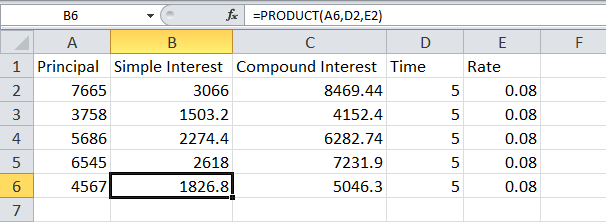 B6 fx =PRODUCT(A6,D2,E2)
A B C D E F
1 Principal Simple Interest Compound Interest Time Rate
2 7665 3066 8469.44 5 0.08
3 3758 1503.2 4152.4 5 0.08
4 5686 2274.4 6282.74 5 0.08
5 6545 2618 7231.9 5 0.08
6 4567 1826.8 5046.3 5 0.08
7